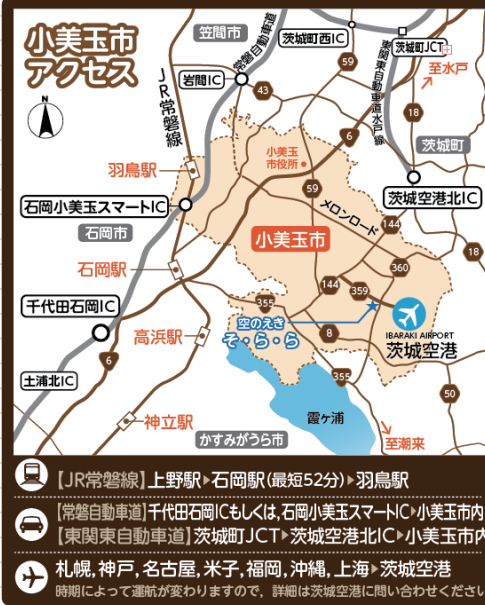 小美玉市
アクセス
N
笠間市
常磐自動車道
茨城町西IC
茨城町JCT
東関東自動車道水戸線
至水戸
岩間IC
JR常磐線
59
43
6
18
茨城町
羽鳥駅
小美玉
市役所
59
石岡小美玉スマートIC
メロンロード
茨城空港北IC
144
石岡市
小美玉市
18
石岡駅
360
144
359
355
千代田石岡IC
空のえき
そ・ら・ら
IBARAKI AIRPORT
茨城空港
高浜駅
8
6
355
土浦北IC
50
霞ヶ浦
神立駅
かすみがうら市
至潮来
【JR常磐線】上野駅▶石岡駅(最短52分)▶羽鳥駅
【常磐自動車道】千代田石岡ICもしくは,石岡小美玉スマートIC▶小美玉市内
【東関東自動車道】茨城町JCT▶茨城空港北IC▶小美玉市内
札幌,神戸,名古屋,米子,福岡,沖縄,上海▶茨城空港
時期によって運航が変わりますので，詳細は茨城空港に問い合わせくださ